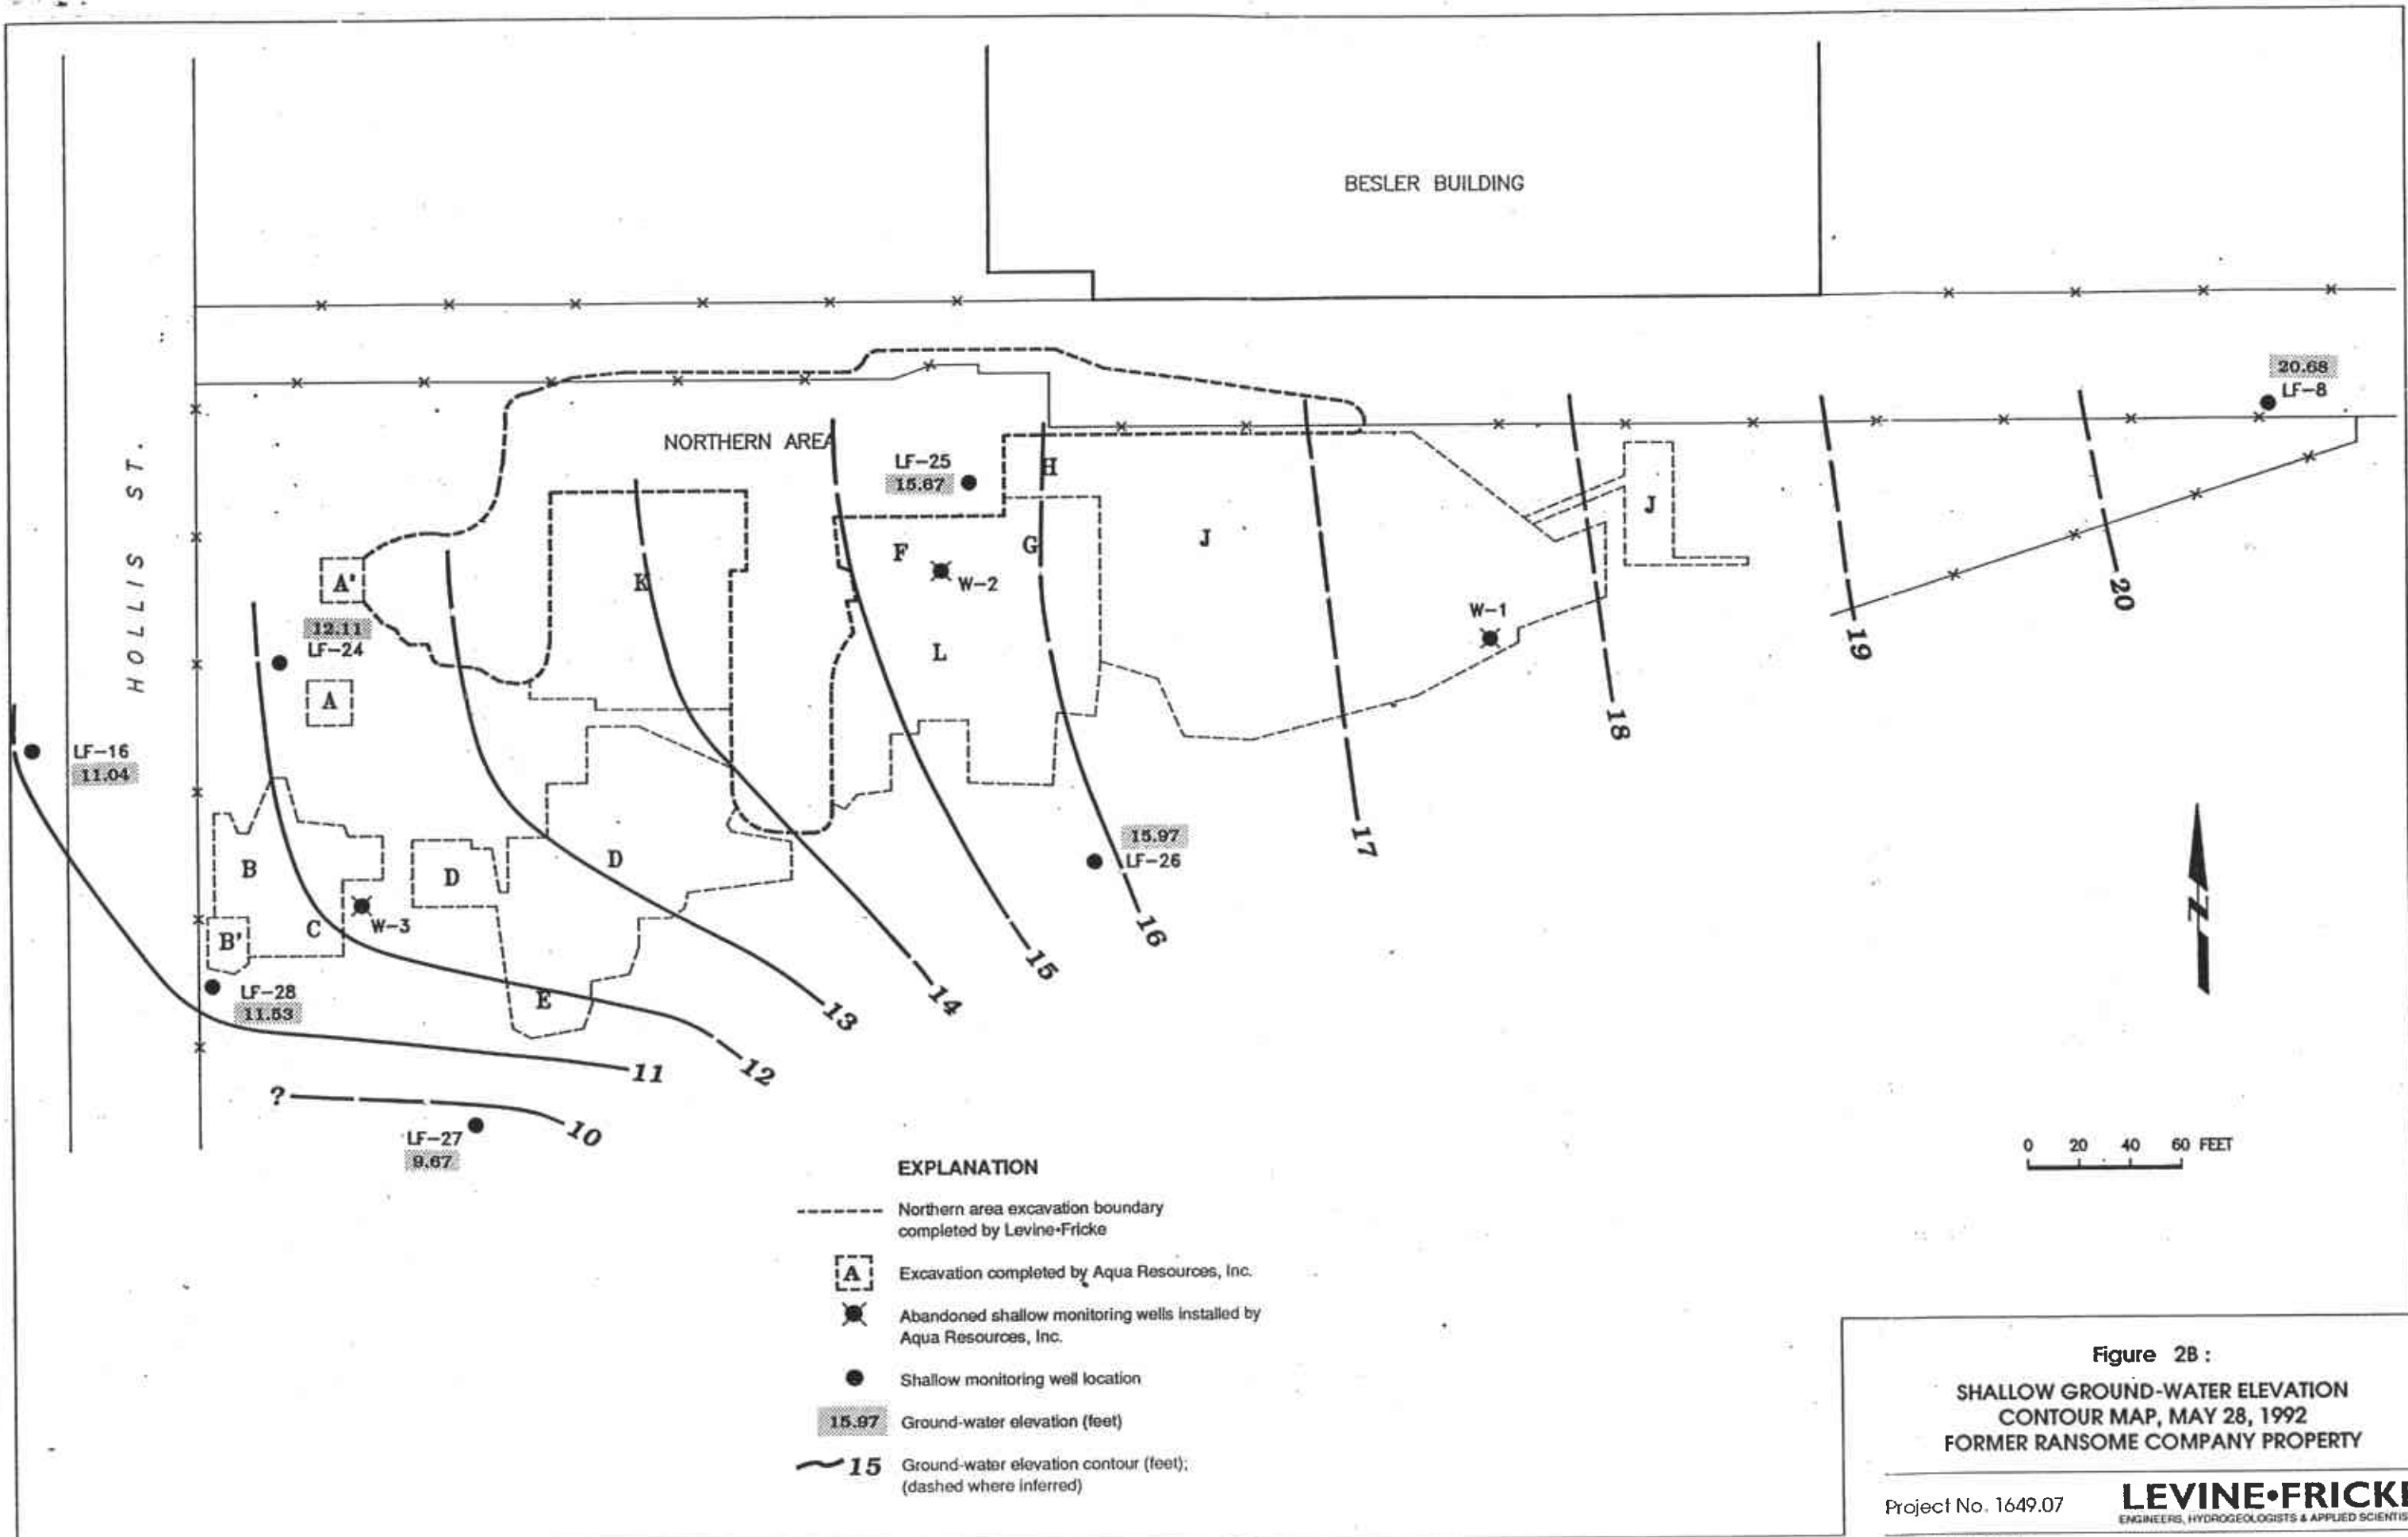 BESLER BUILDING
20.68
LF-8
HOLLIS ST.
NORTHERN AREA
LF-25
15.67
H
J
J
A'
K
F
G
W-2
W-1
12.11
LF-24
L
A
20
19
18
LF-16
11.04
15.97
LF-26
17
B
D
D
C
W-3
B'
16
15
14
13
LF-28
11.53
E
12
11
?
10
LF-27
9.67
N
0 20 40 60 FEET
EXPLANATION
Northern area excavation boundary
completed by Levine•Fricke
A
Excavation completed by Aqua Resources, Inc.
Abandoned shallow monitoring wells installed by
Aqua Resources, Inc.
Shallow monitoring well location
15.97
Ground-water elevation (feet)
15
Ground-water elevation contour (feet);
(dashed where inferred)
Figure 2B :
SHALLOW GROUND-WATER ELEVATION
CONTOUR MAP, MAY 28, 1992
FORMER RANSOME COMPANY PROPERTY
Project No. 1649.07
LEVINE•FRICKE
ENGINEERS, HYDROGEOLOGISTS & APPLIED SCIENTIS